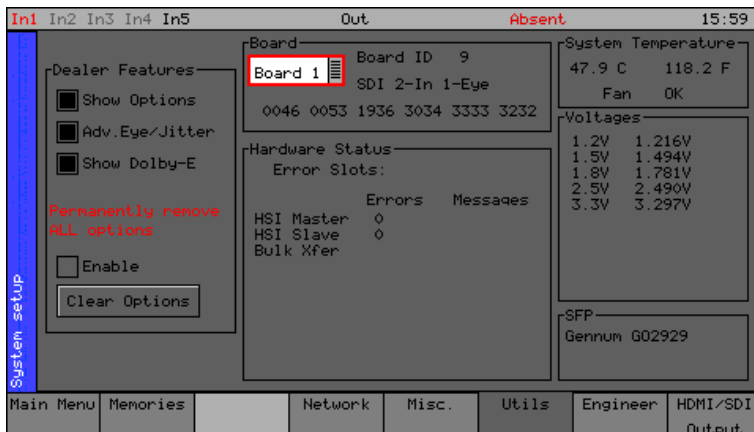 In1 In2 In3 In4 In5 Out Absent 15:59
System setup
Dealer Features
Show Options
Adv.Eye/Jitter
Show Dolby-E
Permanently remove
ALL options
Enable
Clear Options
Board
Board 1
Board ID 9
SDI 2-In 1-Eye
0046 0053 1936 3034 3333 3232
Hardware Status
Error Slots:
Errors Messages
HSI Master 0
HSI Slave 0
Bulk Xfer
System Temperature
47.9 C 118.2 F
Fan OK
Voltages
1.2V 1.216V
1.5V 1.494V
1.8V 1.781V
2.5V 2.490V
3.3V 3.297V
SFP
Gennum GO2929
Main Menu Memories Network Misc. Utils Engineer HDMI/SDI
Output